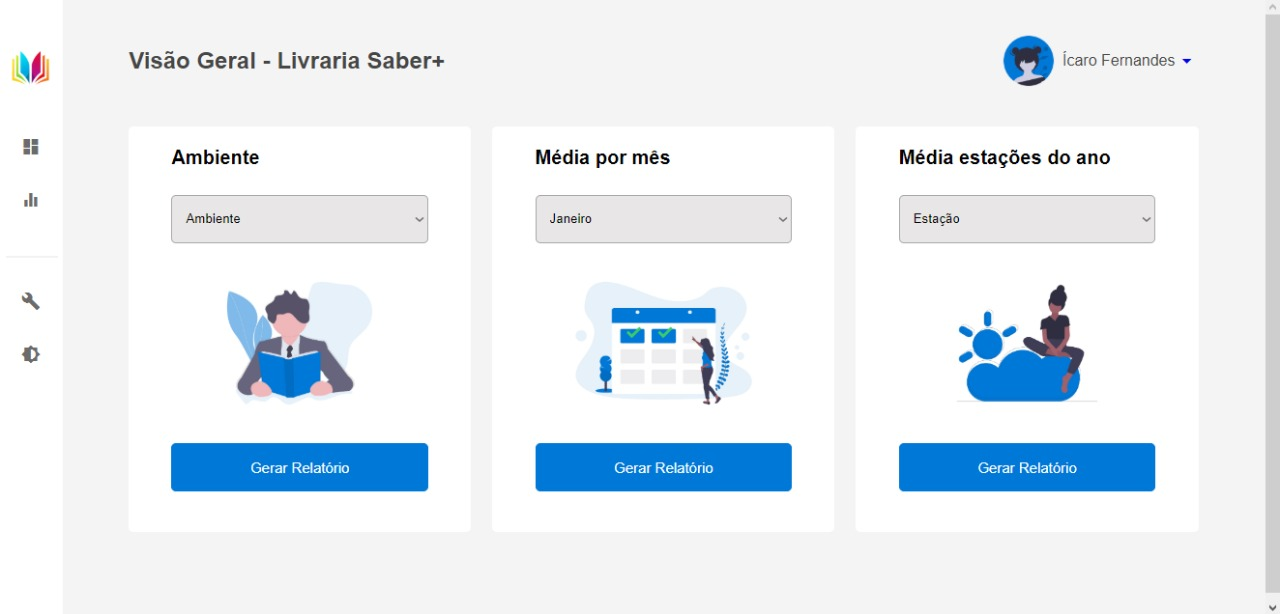 Visão Geral - Livraria Saber+
Ícaro Fernandes
Ambiente
Ambiente
Gerar Relatório
Média por mês
Janeiro
Gerar Relatório
Média estações do ano
Estação
Gerar Relatório